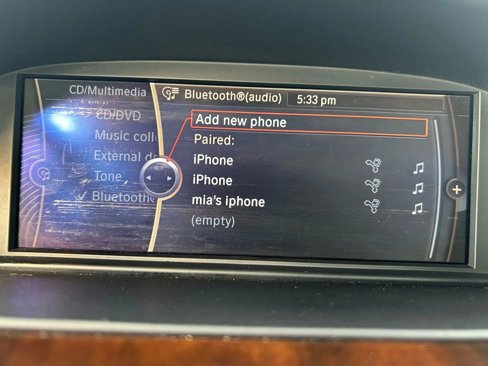 CD/Multimedia
Bluetooth®(audio)
5:33 pm
CD/DVD
Music coll
External d
Tone
Bluetooth
Add new phone
Paired:
iPhone
iPhone
mia's iphone
(empty)